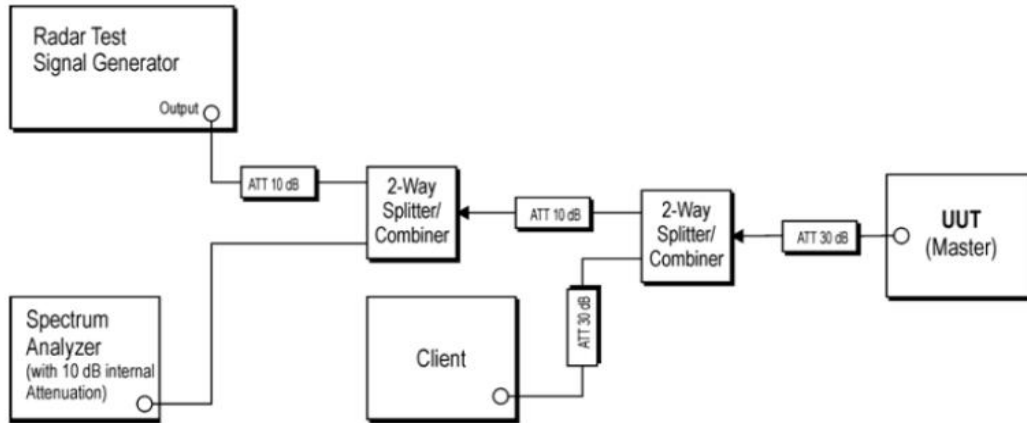 Radar Test
Signal Generator
Output
ATT 10 dB
2-Way
Splitter/
Combiner
ATT 10 dB
2-Way
Splitter/
Combiner
ATT 30 dB
UUT
(Master)
Spectrum
Analyzer
(with 10 dB internal
Attenuation)
Client
ATT 30 dB